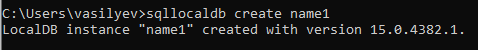 C:\Users\vasilyev>sqllocaldb create name1
LocalDB instance "name1" created with version 15.0.4382.1.